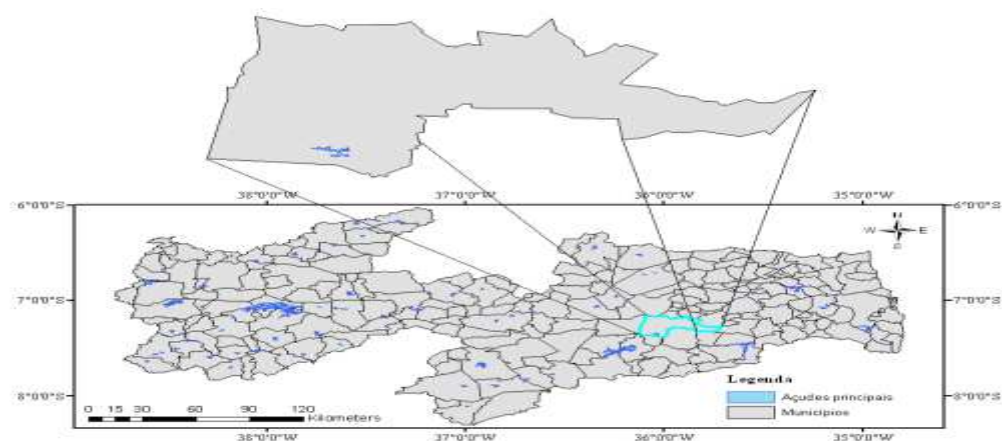 38°0'0"W 37°0'0"W 36°0'0"W 35°0'0"W
6°0'0"S 6°0'0"S
N
W E
S
7°0'0"S 7°0'0"S
Legenda
Açudes principais
Municípios
8°0'0"S 8°0'0"S
0 15 30 60 90 120
Kilometers
38°0'0"W 37°0'0"W 36°0'0"W 35°0'0"W